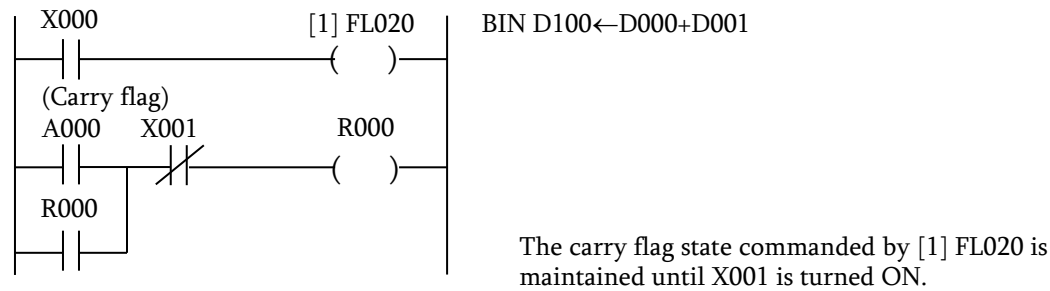 X000 [1] FL020 BIN D100←D000+D001
(Carry flag)
A000 X001 R000
R000
The carry flag state commanded by [1] FL020 is
maintained until X001 is turned ON.